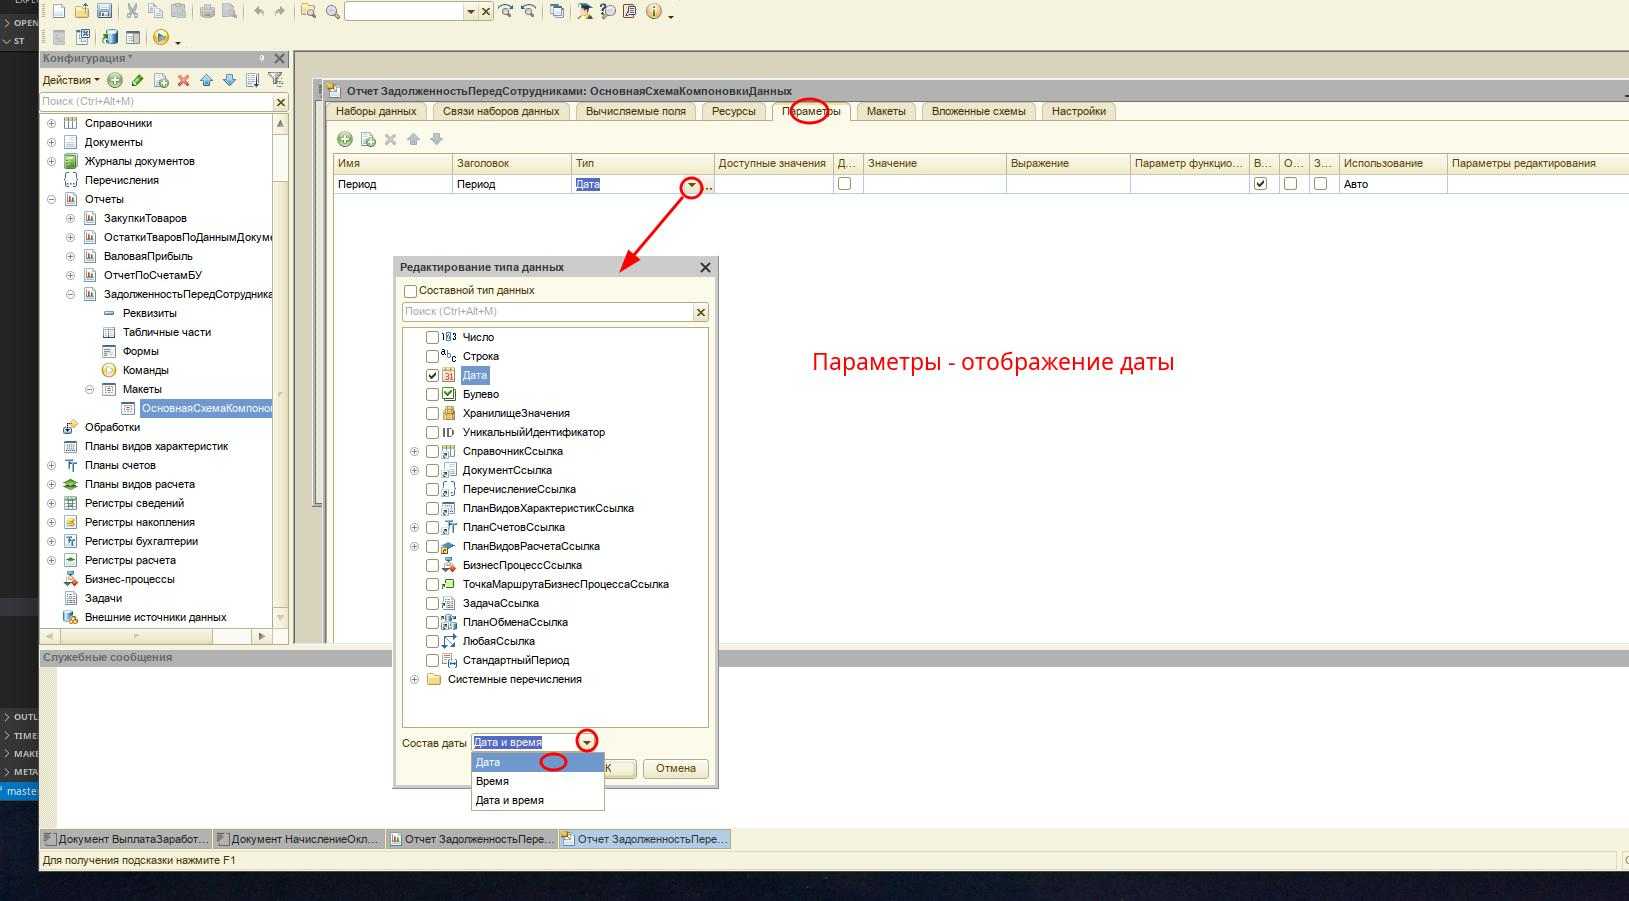 OPEN
ST
Конфигурация *
Действия
Поиск (Ctrl+Alt+M)
Справочники
Документы
Журналы документов
Перечисления
Отчеты
ЗакупкиТоваров
ОстаткиТваровПоДаннымДокуме
ВаловаяПрибыль
ОтчетПоСчетамБУ
ЗадолженностьПередСотрудника
Реквизиты
Табличные части
Формы
Команды
Макеты
ОсновнаяСхемаКомпонов
Обработки
Планы видов характеристик
Планы счетов
Планы видов расчета
Регистры сведений
Регистры накопления
Регистры бухгалтерии
Регистры расчета
Бизнес-процессы
Задачи
Внешние источники данных
Отчет ЗадолженностьПередСотрудниками: ОсновнаяСхемаКомпоновкиДанных
Наборы данных Связи наборов данных Вычисляемые поля Ресурсы Параметры Макеты Вложенные схемы Настройки
Имя Заголовок Тип Доступные значения Д... Значение Выражение Параметр функцио... В... О... З... Использование Параметры редактирования
Период Период Дата Авто
Параметры - отображение даты
Редактирование типа данных
Составной тип данных
Поиск (Ctrl+Alt+M)
Число
Строка
Дата
Булево
ХранилищеЗначения
УникальныйИдентификатор
СправочникСсылка
ДокументСсылка
ПеречислениеСсылка
ПланВидовХарактеристикСсылка
ПланСчетовСсылка
ПланВидовРасчетаСсылка
БизнесПроцессСсылка
ТочкаМаршрутаБизнесПроцессаСсылка
ЗадачаСсылка
ПланОбменаСсылка
ЛюбаяСсылка
СтандартныйПериод
Системные перечисления
Состав даты Дата и время
Дата
Время
Дата и время
К Отмена
Служебные сообщения
OUTL
TIME
MAKE
META
maste
Документ ВыплатаЗаработ... Документ НачислениеОкл... Отчет ЗадолженностьПере... Отчет ЗадолженностьПере...
Для получения подсказки нажмите F1